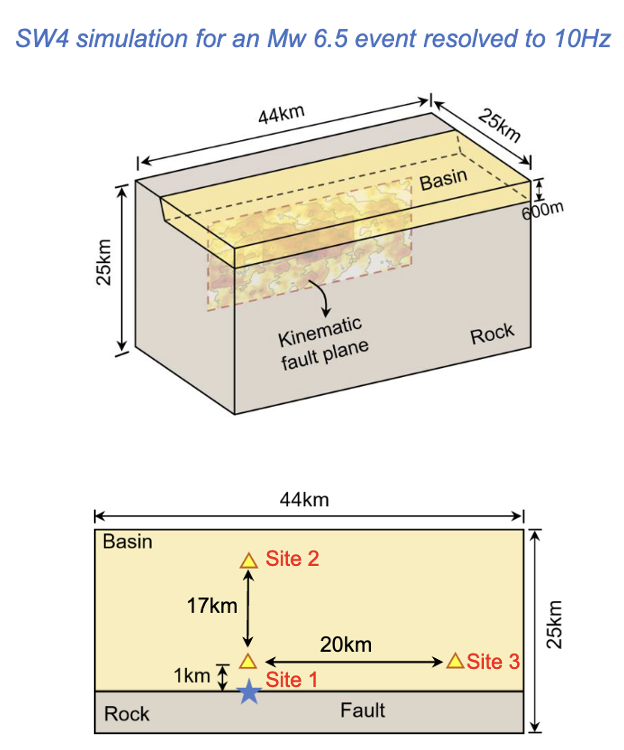 SW4 simulation for an Mw 6.5 event resolved to 10Hz
44km
25km
Basin
600m
25km
Kinematic
fault plane
Rock
44km
Basin
Site 2
17km
25km
20km
Site 3
1km
Site 1
Rock
Fault